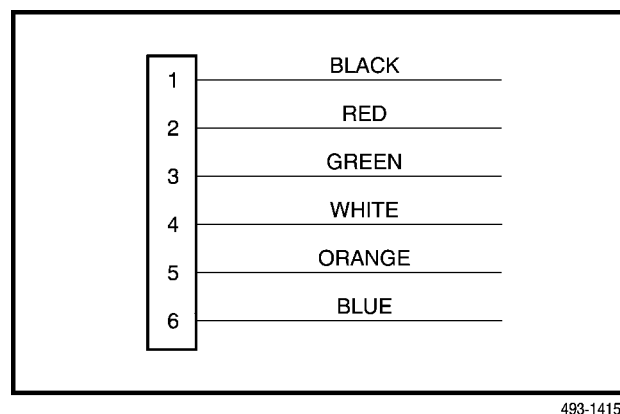 1 BLACK
2 RED
3 GREEN
4 WHITE
5 ORANGE
6 BLUE
493-1415